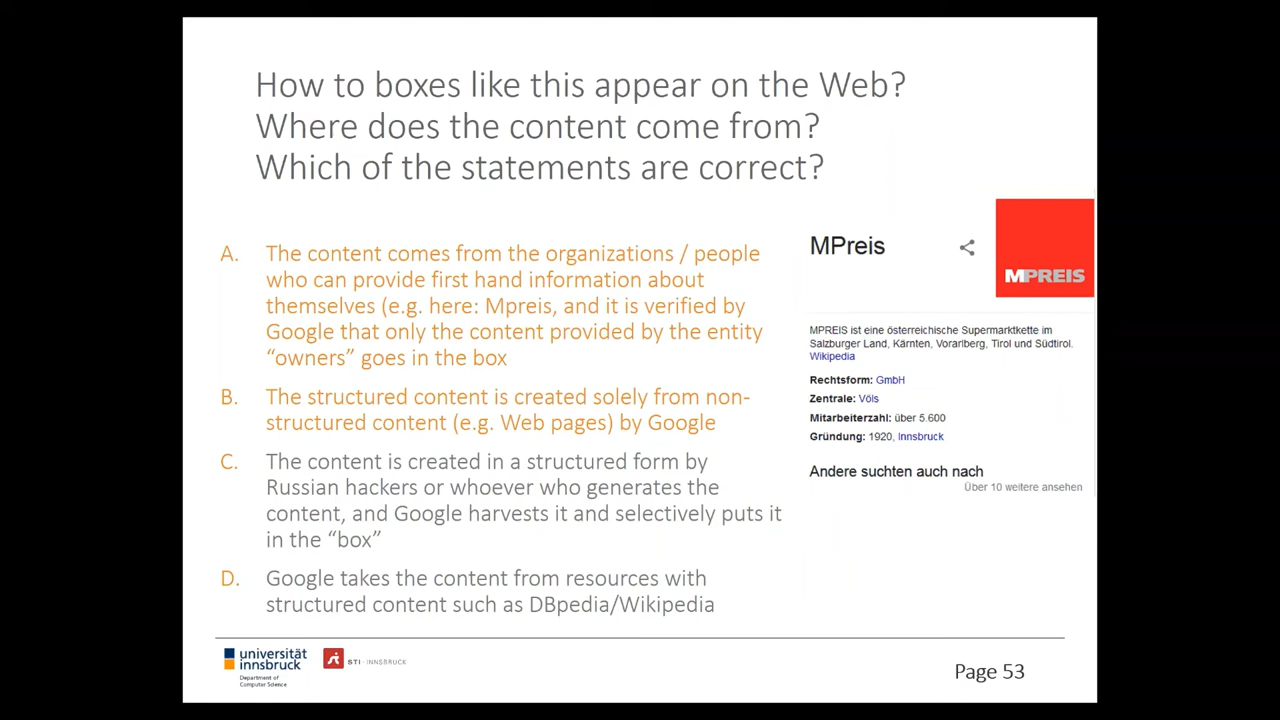 How to boxes like this appear on the Web?
Where does the content come from?
Which of the statements are correct?
A. The content comes from the organizations / people
who can provide first hand information about
themselves (e.g. here: Mpreis, and it is verified by
Google that only the content provided by the entity
“owners” goes in the box
B. The structured content is created solely from non-
structured content (e.g. Web pages) by Google
C. The content is created in a structured form by
Russian hackers or whoever who generates the
content, and Google harvests it and selectively puts it
in the “box”
D. Google takes the content from resources with
structured content such as DBpedia/Wikipedia
MPreis
MPREIS
MPREIS ist eine österreichische Supermarktkette im
Salzburger Land, Kärnten, Vorarlberg, Tirol und Südtirol.
Wikipedia
Rechtsform: GmbH
Zentrale: Völs
Mitarbeiterzahl: über 5.600
Gründung: 1920, Innsbruck
Andere suchten auch nach
Über 10 weitere ansehen
universität
innsbruck
Department of
Computer Science
STI · INNSBRUCK
Page 53